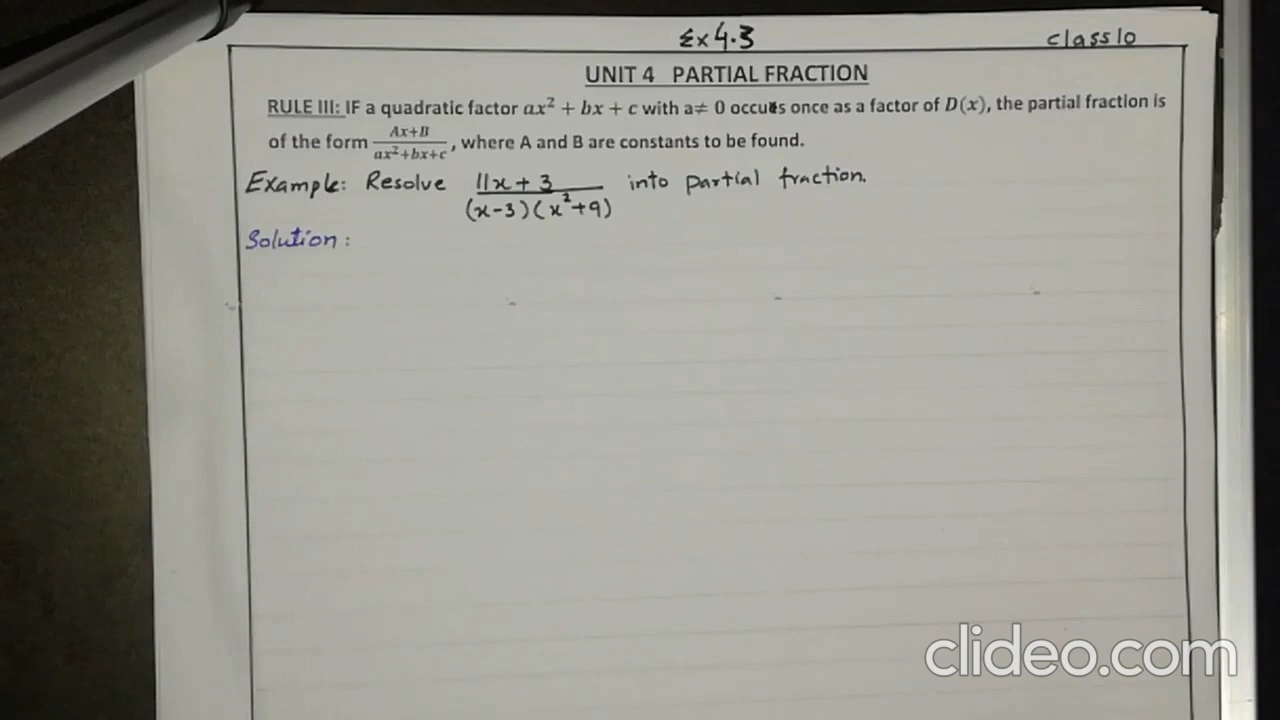 Ex 4.3 class 10
UNIT 4 PARTIAL FRACTION
RULE III: IF a quadratic factor ax² + bx + c with a≠ 0 occurs once as a factor of D(x), the partial fraction is
of the form Ax+B/ax²+bx+c, where A and B are constants to be found.
Example: Resolve 11x + 3/(x-3)(x²+9) into partial fraction.
Solution:
clideo.com